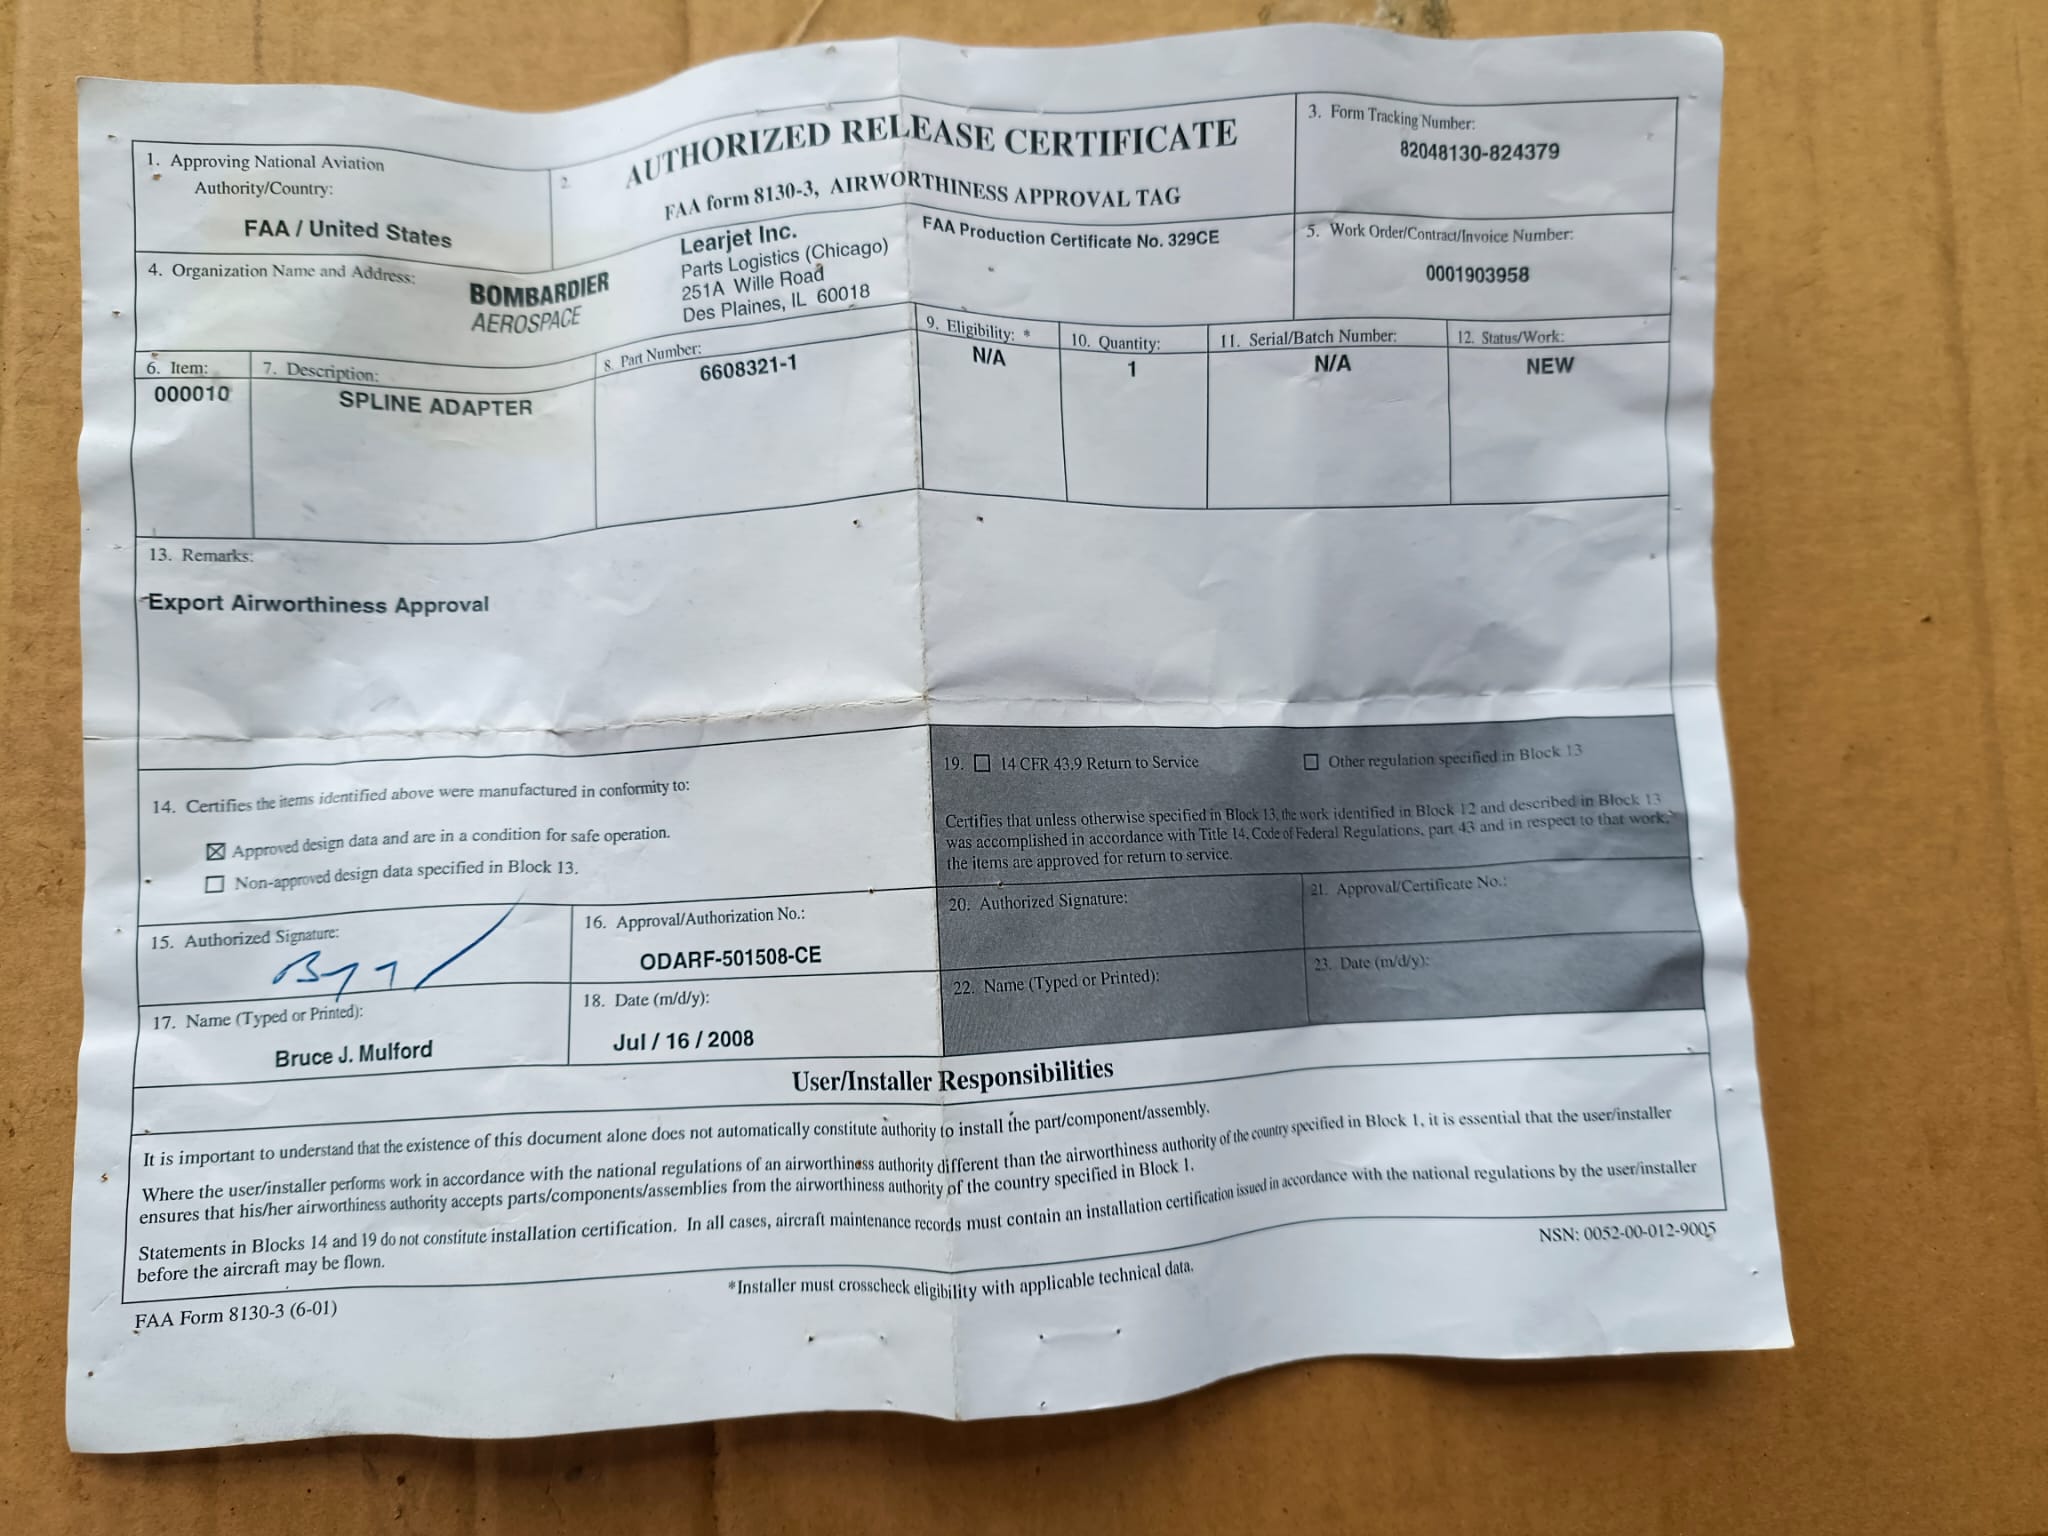 1. Approving National Aviation
Authority/Country:
FAA / United States
2.
AUTHORIZED RELEASE CERTIFICATE
FAA form 8130-3, AIRWORTHINESS APPROVAL TAG
3. Form Tracking Number:
82048130-824379
4. Organization Name and Address:
BOMBARDIER
AEROSPACE
Learjet Inc.
Parts Logistics (Chicago)
251A Wille Road
Des Plaines, IL 60018
FAA Production Certificate No. 329CE
5. Work Order/Contract/Invoice Number:
0001903958
6. Item:
000010
7. Description:
SPLINE ADAPTER
8. Part Number:
6608321-1
9. Eligibility: *
N/A
10. Quantity:
1
11. Serial/Batch Number:
N/A
12. Status/Work:
NEW
13. Remarks:
Export Airworthiness Approval
14. Certifies the items identified above were manufactured in conformity to:
☒ Approved design data and are in a condition for safe operation.
☐ Non-approved design data specified in Block 13.
15. Authorized Signature:
16. Approval/Authorization No.:
ODARF-501508-CE
17. Name (Typed or Printed):
Bruce J. Mulford
18. Date (m/d/y):
Jul / 16 / 2008
19. ☐ 14 CFR 43.9 Return to Service ☐ Other regulation specified in Block 13
Certifies that unless otherwise specified in Block 13, the work identified in Block 12 and described in Block 13
was accomplished in accordance with Title 14, Code of Federal Regulations, part 43 and in respect to that work,
the items are approved for return to service.
20. Authorized Signature:
21. Approval/Certificate No.:
22. Name (Typed or Printed):
23. Date (m/d/y):
User/Installer Responsibilities
It is important to understand that the existence of this document alone does not automatically constitute authority to install the part/component/assembly.
Where the user/installer performs work in accordance with the national regulations of an airworthiness authority different than the airworthiness authority of the country specified in Block 1, it is essential that the user/installer
ensures that his/her airworthiness authority accepts parts/components/assemblies from the airworthiness authority of the country specified in Block 1.
Statements in Blocks 14 and 19 do not constitute installation certification. In all cases, aircraft maintenance records must contain an installation certification issued in accordance with the national regulations by the user/installer
before the aircraft may be flown.
FAA Form 8130-3 (6-01)
*Installer must crosscheck eligibility with applicable technical data.
NSN: 0052-00-012-9005